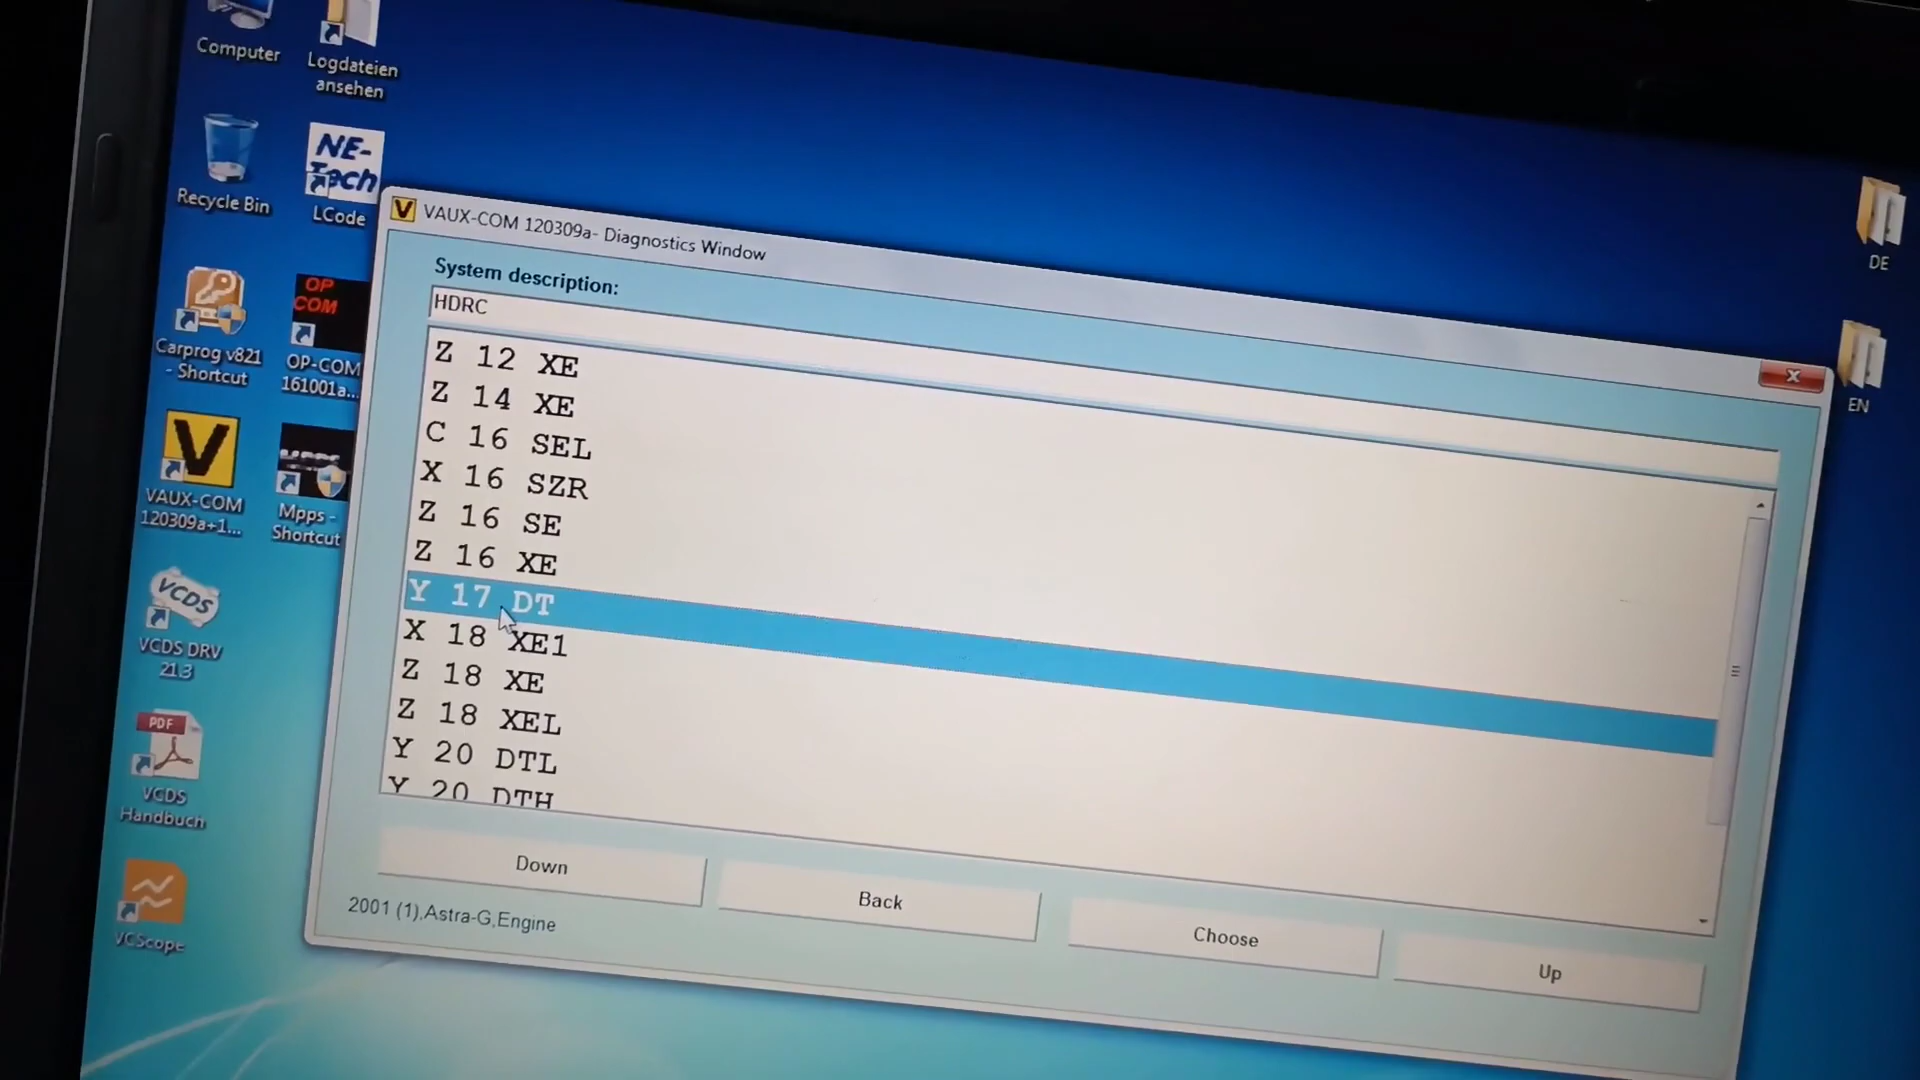 Computer
Logdateien
ansehen
Recycle Bin
NE-
Tech
LCode
OP
COM
Carprog v821
- Shortcut
OP-COM
161001a...
V
VAUX-COM
120309a+1...
Mpps -
Shortcut
VCDS
VCDS DRV
21.3
PDF
VCDS
Handbuch
VCScope
DE
EN
V
VAUX-COM 120309a- Diagnostics Window
System description:
HDRC
Z 12 XE
Z 14 XE
C 16 SEL
X 16 SZR
Z 16 SE
Z 16 XE
Y 17 DT
X 18 XE1
Z 18 XE
Z 18 XEL
Y 20 DTL
Y 20 DTH
Down
Back
Choose
Up
2001 (1),Astra-G,Engine